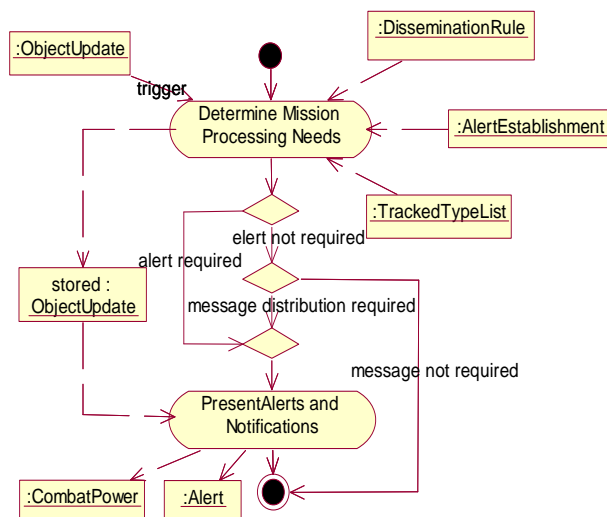 :ObjectUpdate
:DisseminationRule
trigger
Determine Mission
Processing Needs
:AlertEstablishment
:TrackedTypeList
elert not required
alert required
stored :
ObjectUpdate
message distribution required
message not required
PresentAlerts and
Notifications
:CombatPower
:Alert